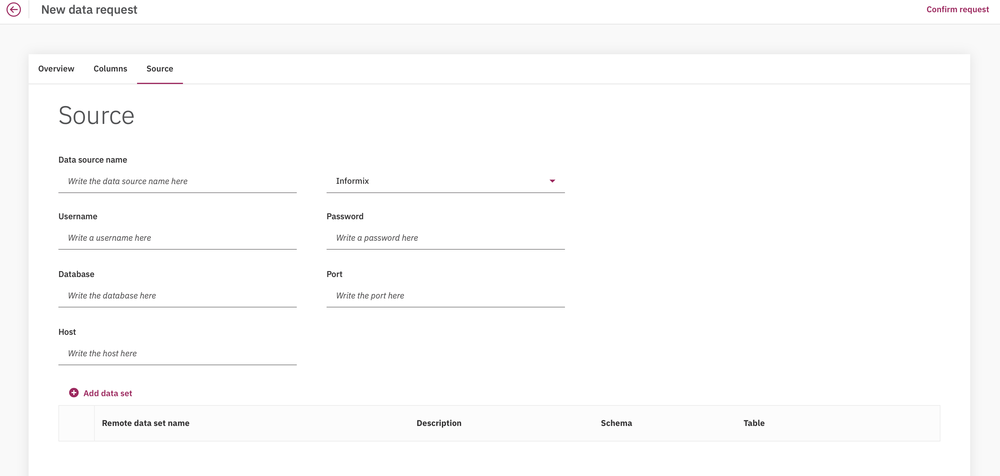 New data request
Confirm request
Overview
Columns
Source
Source
Data source name
Write the data source name here
Informix
Username
Password
Write a username here
Write a password here
Database
Port
Write the database here
Write the port here
Host
Write the host here
Add data set
Remote data set name
Description
Schema
Table